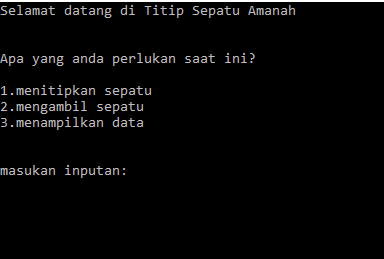 Selamat datang di Titip Sepatu Amanah
Apa yang anda perlukan saat ini?
1.menitipkan sepatu
2.mengambil sepatu
3.menampilkan data
masukan inputan: